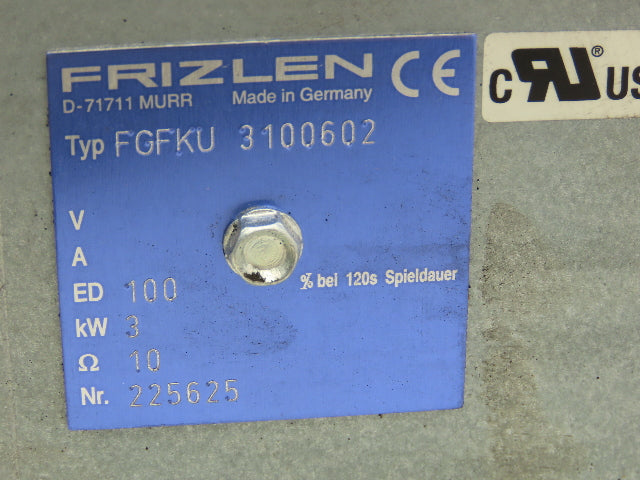 FRIZLEN CE
D-71711 MURR Made in Germany
Typ FGFKU 3100602
V
A
ED 100 % bei 120s Spieldauer
kW 3
Ω 10
Nr. 225625
c RU® US